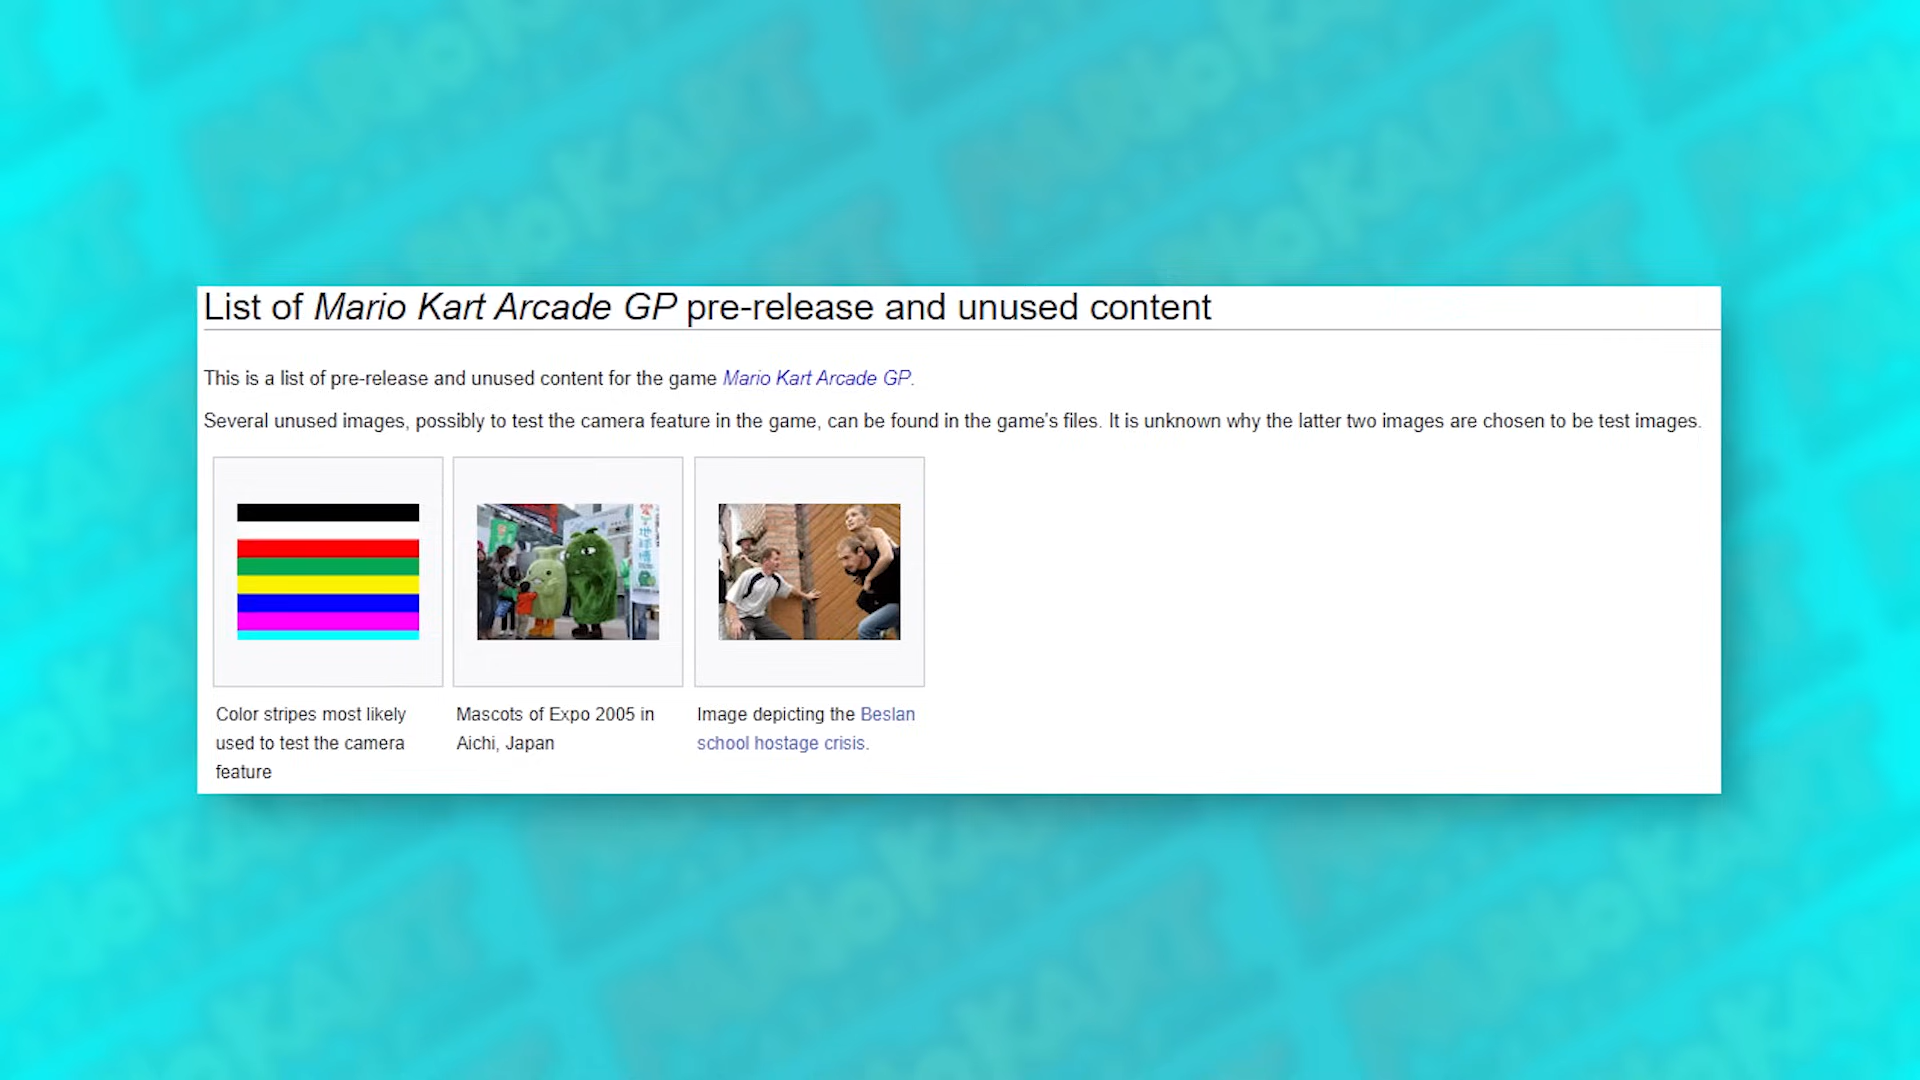 List of Mario Kart Arcade GP pre-release and unused content
This is a list of pre-release and unused content for the game Mario Kart Arcade GP.
Several unused images, possibly to test the camera feature in the game, can be found in the game's files. It is unknown why the latter two images are chosen to be test images.
Color stripes most likely
used to test the camera
feature
Mascots of Expo 2005 in
Aichi, Japan
Image depicting the Beslan
school hostage crisis.